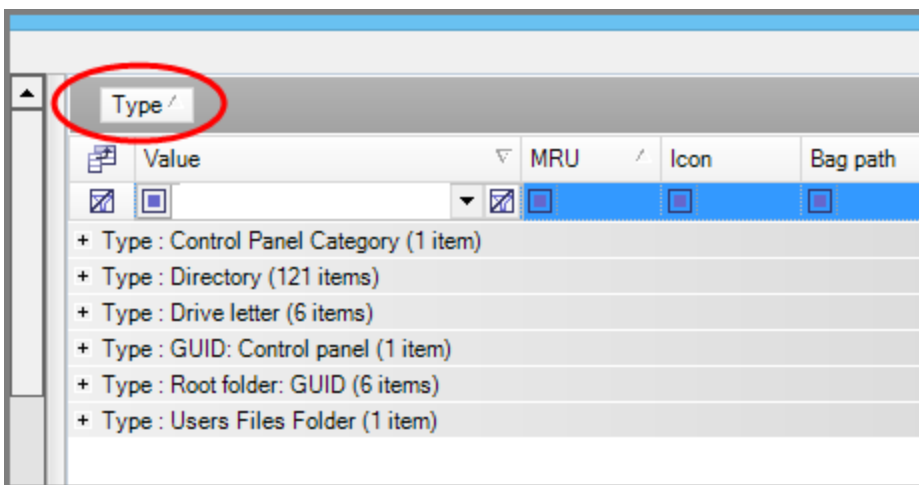 Type
Value MRU Icon Bag path
+ Type : Control Panel Category (1 item)
+ Type : Directory (121 items)
+ Type : Drive letter (6 items)
+ Type : GUID: Control panel (1 item)
+ Type : Root folder: GUID (6 items)
+ Type : Users Files Folder (1 item)